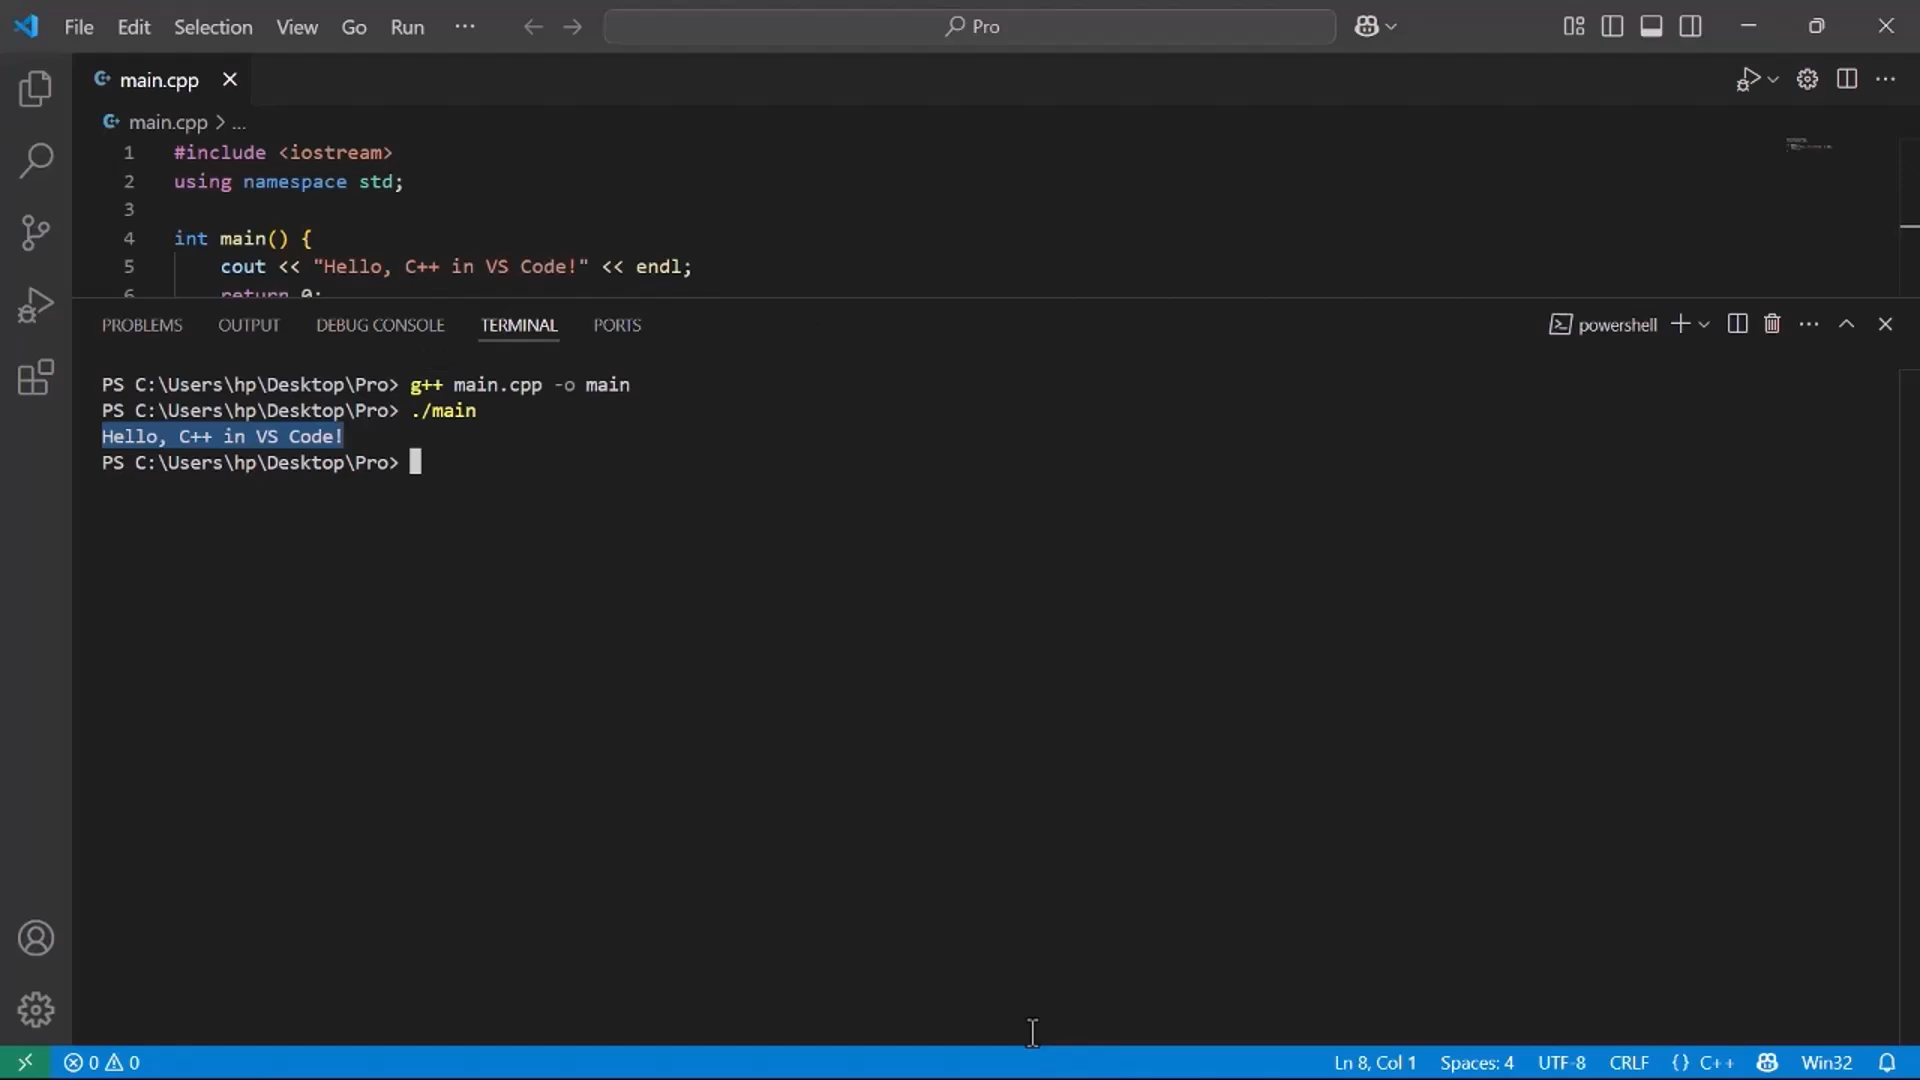 File Edit Selection View Go Run ··· Pro
main.cpp
main.cpp > ...
1 #include <iostream>
2 using namespace std;
3
4 int main() {
5 cout << "Hello, C++ in VS Code!" << endl;
6 return 0;
PROBLEMS OUTPUT DEBUG CONSOLE TERMINAL PORTS powershell
PS C:\Users\hp\Desktop\Pro> g++ main.cpp -o main
PS C:\Users\hp\Desktop\Pro> ./main
Hello, C++ in VS Code!
PS C:\Users\hp\Desktop\Pro>
0 0 Ln 8, Col 1 Spaces: 4 UTF-8 CRLF {} C++ Win32